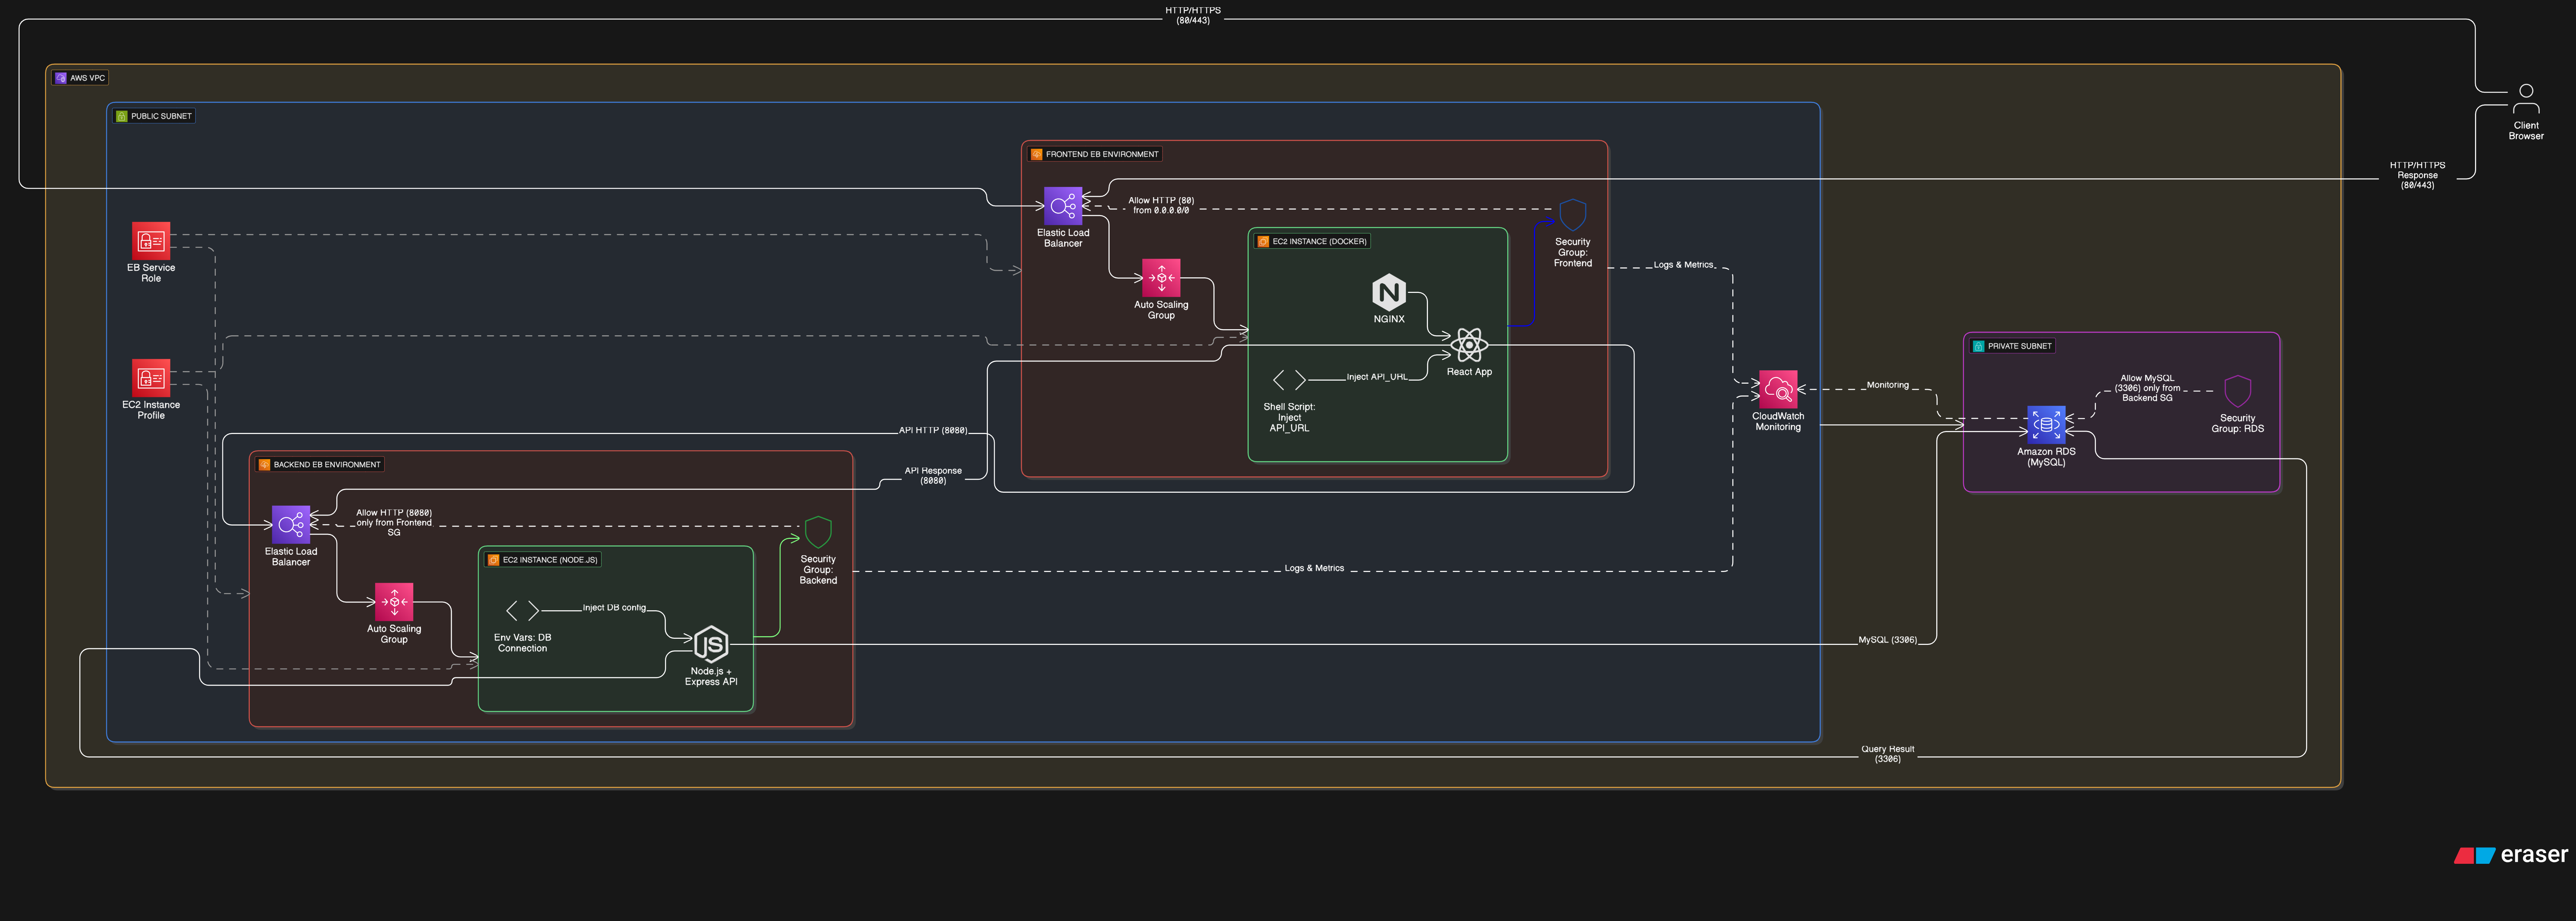 HTTP/HTTPS
(80/443)
AWS VPC
PUBLIC SUBNET
Client
Browser
FRONTEND EB ENVIRONMENT
HTTP/HTTPS
Response
(80/443)
Allow HTTP (80)
from 0.0.0.0/0
Elastic Load
Balancer
EC2 INSTANCE (DOCKER)
Security
Group:
Frontend
EB Service
Role
Logs & Metrics
Auto Scaling
Group
NGINX
PRIVATE SUBNET
React App
Inject API_URL
Shell Script:
Inject
API_URL
EC2 Instance
Profile
CloudWatch
Monitoring
Monitoring
Allow MySQL
(3306) only from
Backend SG
Security
Group: RDS
Amazon RDS
(MySQL)
API HTTP (8080)
BACKEND EB ENVIRONMENT
API Response
(8080)
Allow HTTP (8080)
only from Frontend
SG
Elastic Load
Balancer
EC2 INSTANCE (NODE.JS)
Security
Group:
Backend
Logs & Metrics
Auto Scaling
Group
Inject DB config
Env Vars: DB
Connection
Node.js +
Express API
MySQL (3306)
Query Result
(3306)
eraser